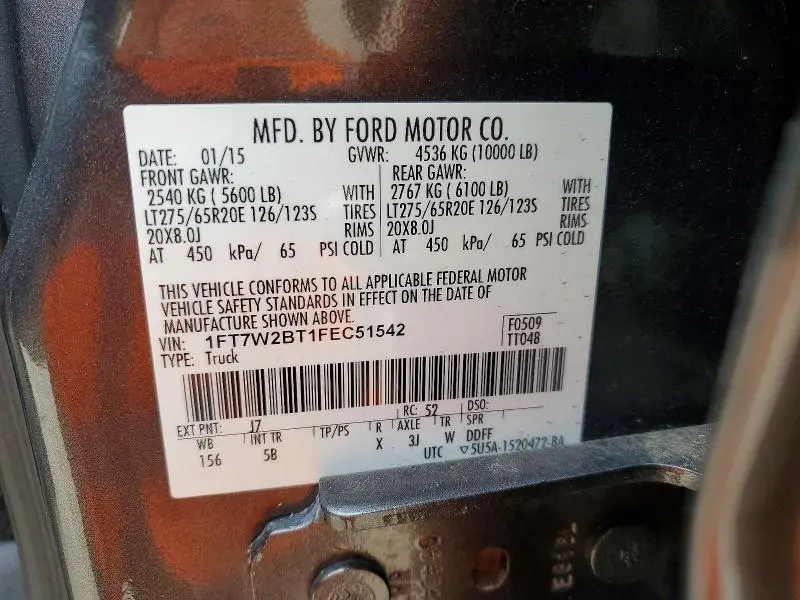 MFD. BY FORD MOTOR CO.
DATE: 01/15 GVWR: 4536 KG (10000 LB)
FRONT GAWR: REAR GAWR:
2540 KG ( 5600 LB) WITH 2767 KG ( 6100 LB) WITH
LT275/65R20E 126/123S TIRES LT275/65R20E 126/123S TIRES
20X8.0J RIMS 20X8.0J RIMS
AT 450 kPa/ 65 PSI COLD AT 450 kPa/ 65 PSI COLD
THIS VEHICLE CONFORMS TO ALL APPLICABLE FEDERAL MOTOR
VEHICLE SAFETY STANDARDS IN EFFECT ON THE DATE OF
MANUFACTURE SHOWN ABOVE.
VIN: 1FT7W2BT1FEC51542 F0509
TYPE: Truck TT048
EXT PNT: J7 RC: 52 DSO:
WB INT TR TP/PS R AXLE TR SPR
156 5B X 3J W DDFF
UTC ▽5U5A-1520472-BA